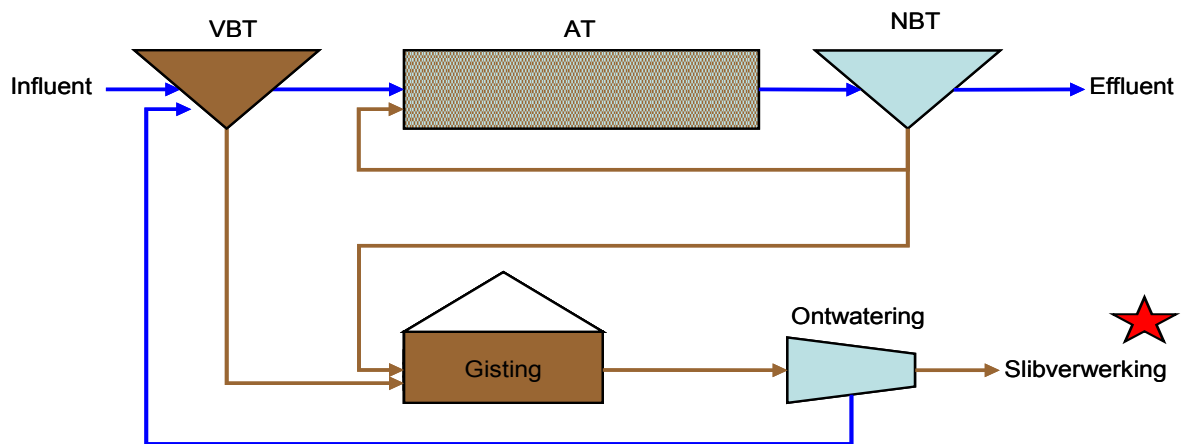 VBT
AT
NBT
Influent
Effluent
Ontwatering
Gisting
Slibverwerking